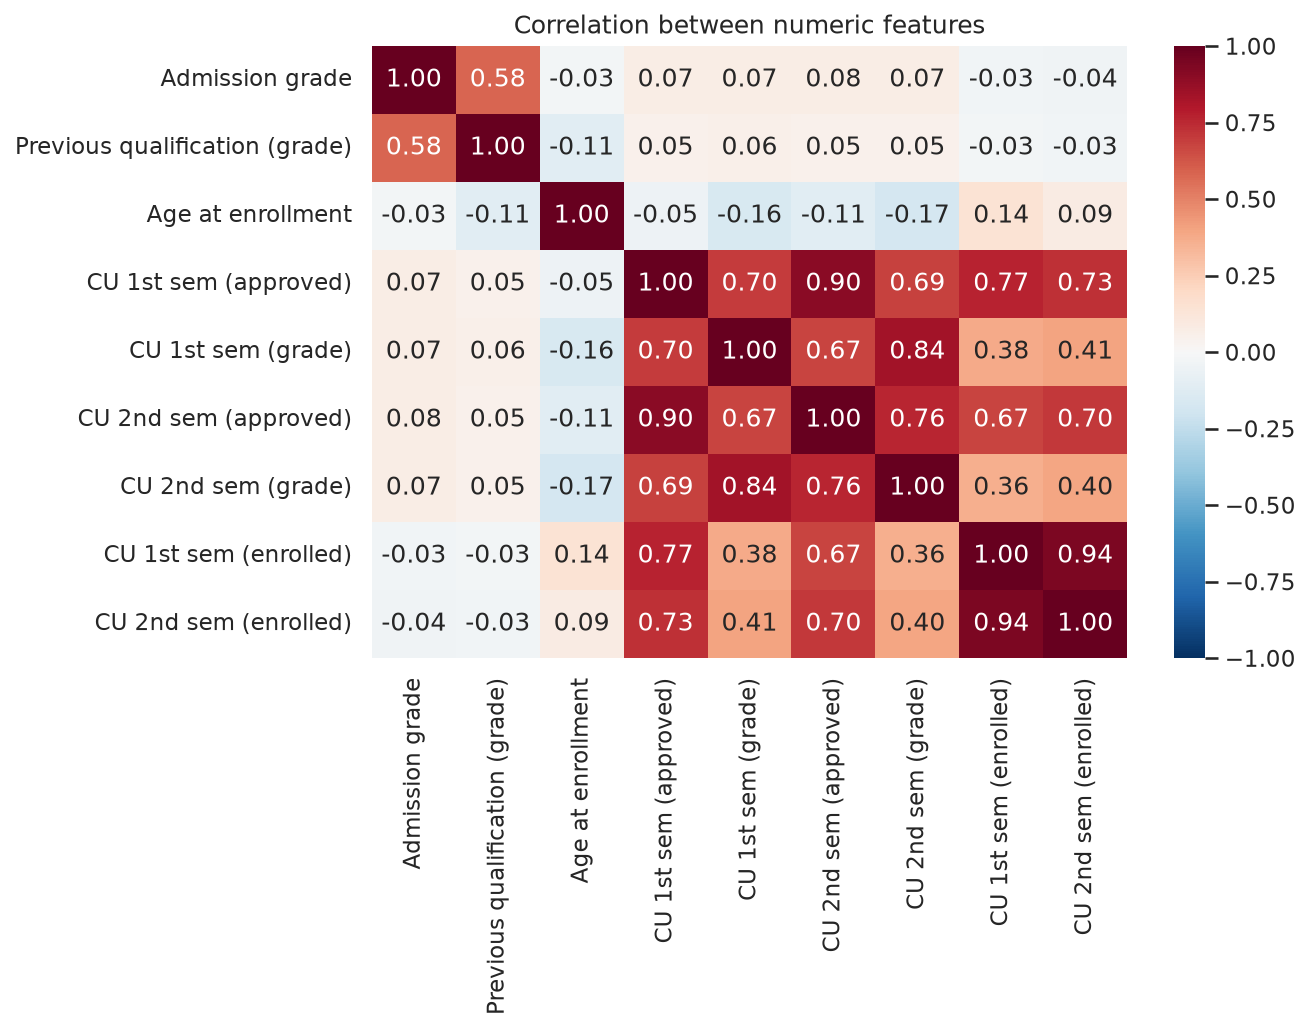 Correlation between numeric features
Admission grade 1.00 0.58 -0.03 0.07 0.07 0.08 0.07 -0.03 -0.04
Previous qualification (grade) 0.58 1.00 -0.11 0.05 0.06 0.05 0.05 -0.03 -0.03
Age at enrollment -0.03 -0.11 1.00 -0.05 -0.16 -0.11 -0.17 0.14 0.09
CU 1st sem (approved) 0.07 0.05 -0.05 1.00 0.70 0.90 0.69 0.77 0.73
CU 1st sem (grade) 0.07 0.06 -0.16 0.70 1.00 0.67 0.84 0.38 0.41
CU 2nd sem (approved) 0.08 0.05 -0.11 0.90 0.67 1.00 0.76 0.67 0.70
CU 2nd sem (grade) 0.07 0.05 -0.17 0.69 0.84 0.76 1.00 0.36 0.40
CU 1st sem (enrolled) -0.03 -0.03 0.14 0.77 0.38 0.67 0.36 1.00 0.94
CU 2nd sem (enrolled) -0.04 -0.03 0.09 0.73 0.41 0.70 0.40 0.94 1.00
Admission grade
Previous qualification (grade)
Age at enrollment
CU 1st sem (approved)
CU 1st sem (grade)
CU 2nd sem (approved)
CU 2nd sem (grade)
CU 1st sem (enrolled)
CU 2nd sem (enrolled)
1.00
0.75
0.50
0.25
0.00
−0.25
−0.50
−0.75
−1.00